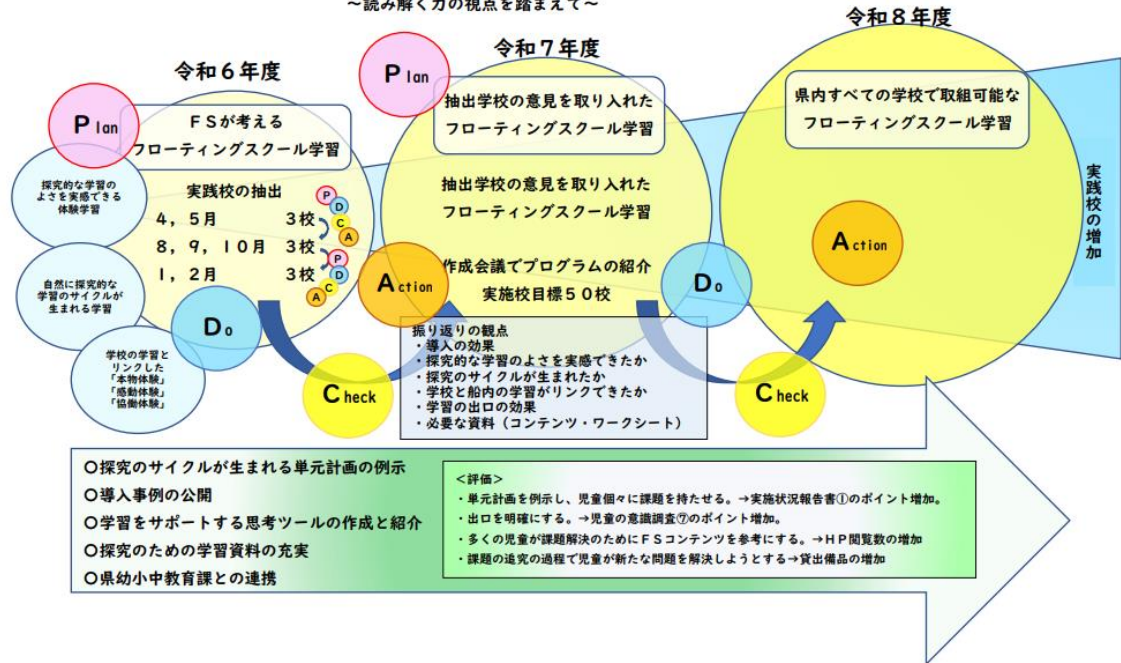 ～読み解く力の視点を踏まえて～
令和６年度
Plan
ＦＳが考える
フローティングスクール学習
探究的な学習の
よさを実感できる
体験学習
実践校の抽出
４，５月　３校
８，９，１０月　３校
１，２月　３校
P
D
C
A
P
D
C
A
自然に探究的な
学習のサイクルが
生まれる学習
学校の学習と
リンクした
「本物体験」
「感動体験」
「協働体験」
Do
Check
令和７年度
Plan
抽出学校の意見を取り入れた
フローティングスクール学習
抽出学校の意見を取り入れた
フローティングスクール学習
作成会議でプログラムの紹介
実施校目標５０校
Action
振り返りの観点
・導入の効果
・探究的な学習のよさを実感できたか
・探究のサイクルが生まれたか
・学校と船内の学習がリンクできたか
・学習の出口の効果
・必要な資料（コンテンツ・ワークシート）
Do
Check
令和８年度
県内すべての学校で取組可能な
フローティングスクール学習
Action
実践校の増加
〇探究のサイクルが生まれる単元計画の例示
〇導入事例の公開
〇学習をサポートする思考ツールの作成と紹介
〇探究のための学習資料の充実
〇県幼小中教育課との連携
＜評価＞
・単元計画を例示し、児童個々に課題を持たせる。→実施状況報告書①のポイント増加。
・出口を明確にする。→児童の意識調査⑦のポイント増加。
・多くの児童が課題解決のためにＦＳコンテンツを参考にする。→ＨＰ閲覧数の増加
・課題の追究の過程で児童が新たな問題を解決しようとする→貸出備品の増加